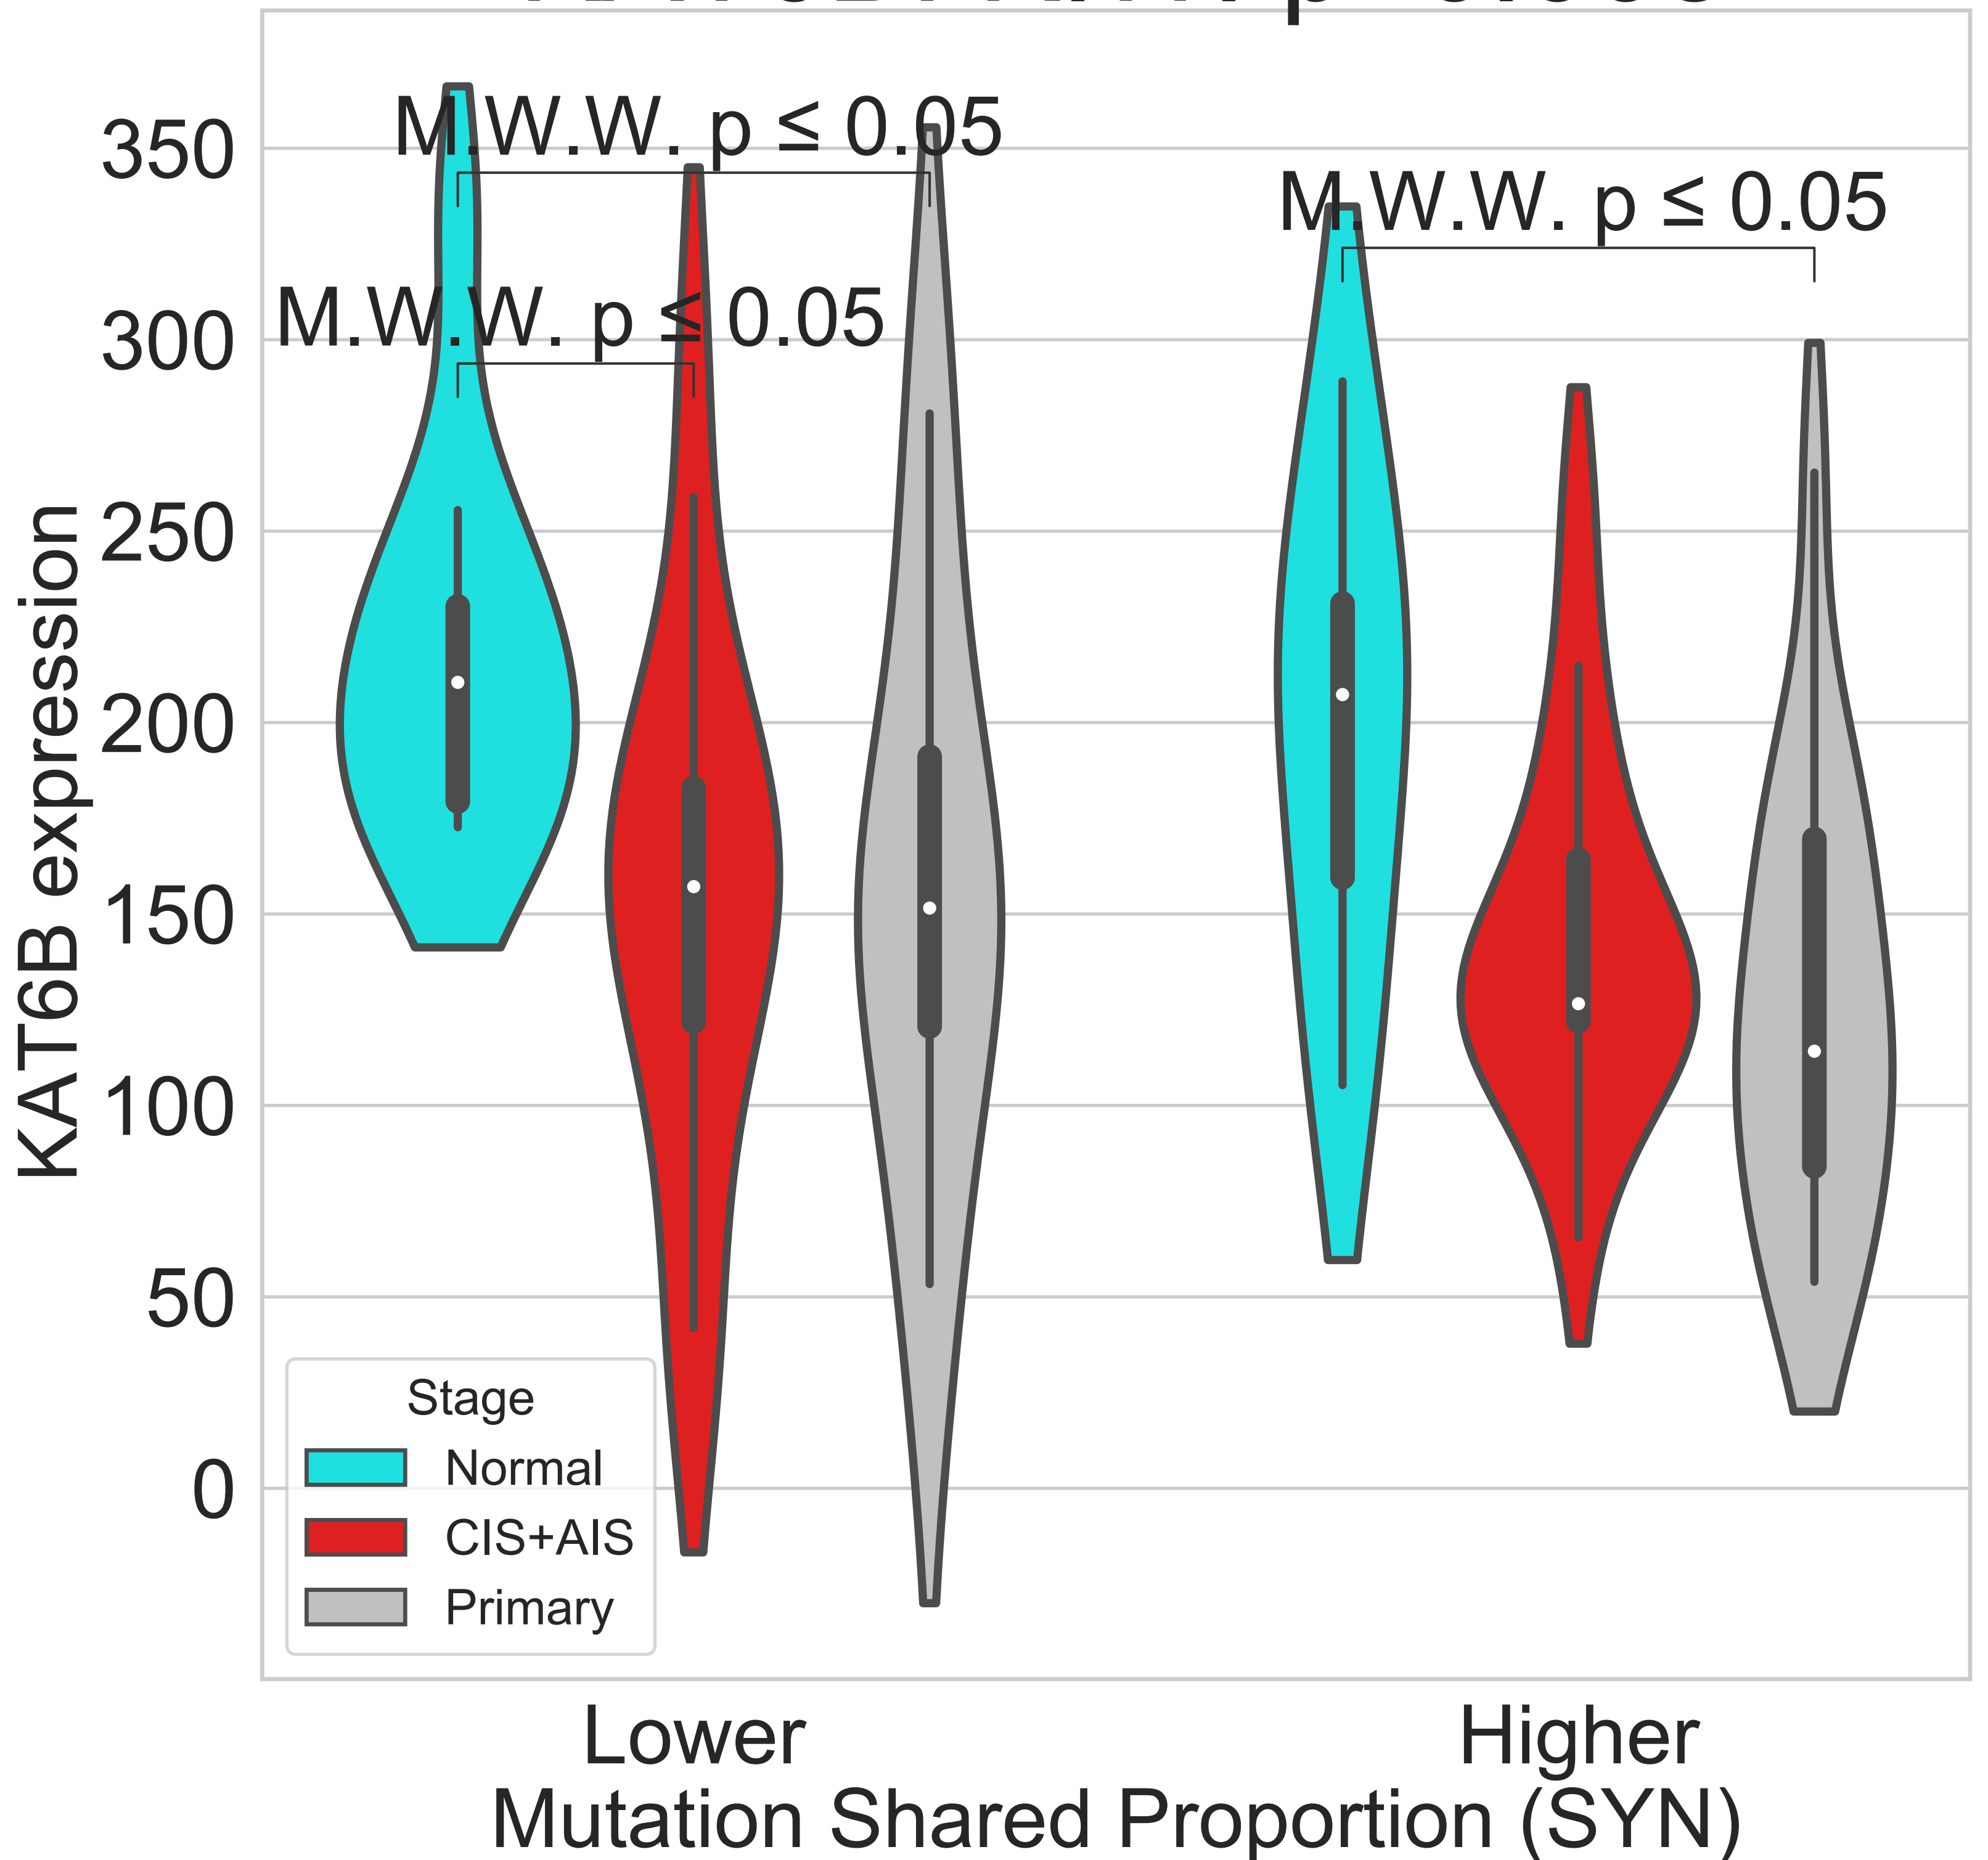 M.W.W. p ≤ 0.05
M.W.W. p ≤ 0.05
M.W.W. p ≤ 0.05
350
300
250
200
150
100
50
0
KAT6B expression
Stage
Normal
CIS+AIS
Primary
Lower
Higher
Mutation Shared Proportion (SYN)